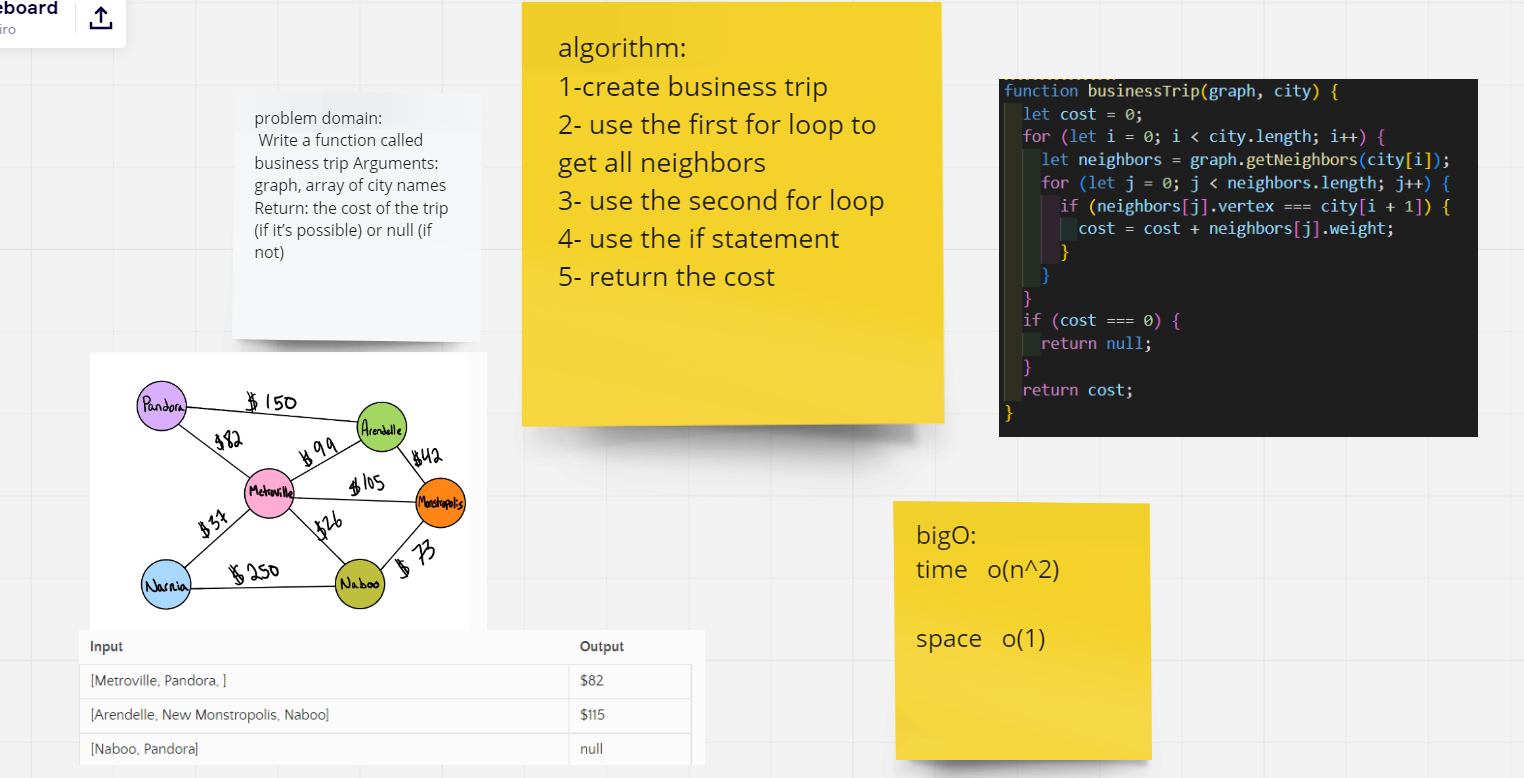 eboard
iro
problem domain:
Write a function called
business trip Arguments:
graph, array of city names
Return: the cost of the trip
(if it’s possible) or null (if
not)
algorithm:
1-create business trip
2- use the first for loop to
get all neighbors
3- use the second for loop
4- use the if statement
5- return the cost
function businessTrip(graph, city) {
let cost = 0;
for (let i = 0; i < city.length; i++) {
let neighbors = graph.getNeighbors(city[i]);
for (let j = 0; j < neighbors.length; j++) {
if (neighbors[j].vertex === city[i + 1]) {
cost = cost + neighbors[j].weight;
}
}
}
if (cost === 0) {
return null;
}
return cost;
}
Pandora
$150
Arendelle
$82
$99
$42
Metroville
$105
Monstropolis
$37
$26
$73
Narnia
$250
Naboo
Input Output
[Metroville, Pandora, ] $82
[Arendelle, New Monstropolis, Naboo] $115
[Naboo, Pandora] null
bigO:
time o(n^2)
space o(1)